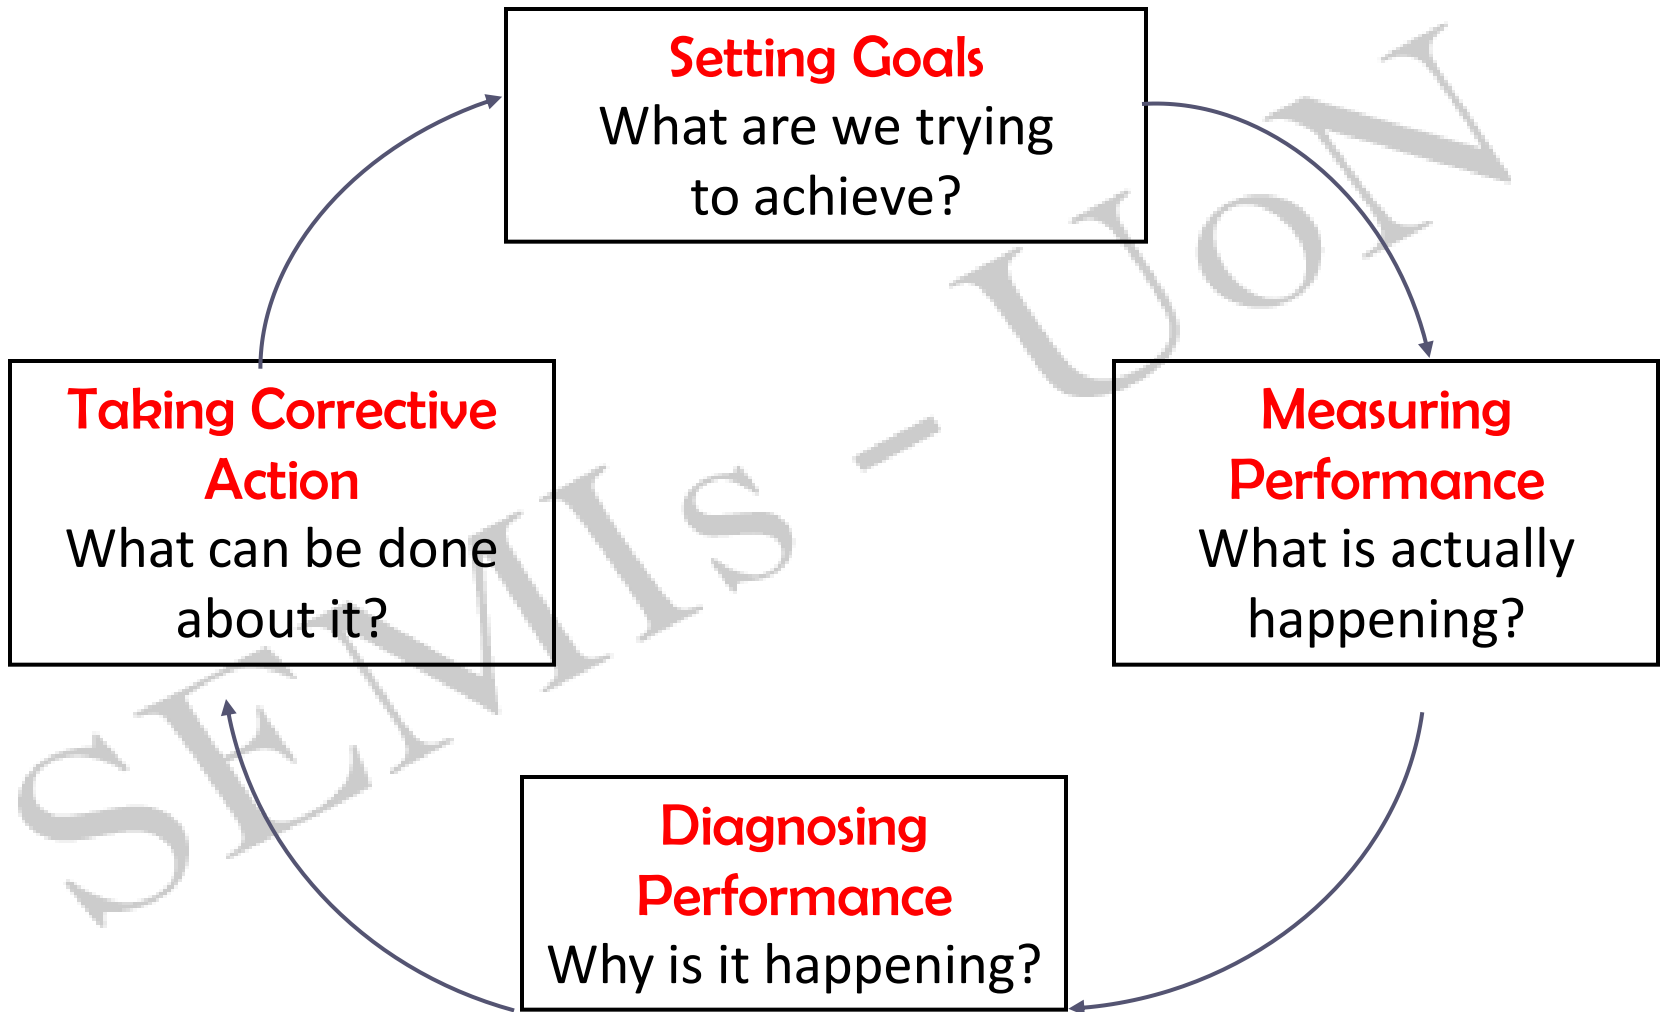 Setting Goals
What are we trying
to achieve?
Measuring
Performance
What is actually
happening?
Diagnosing
Performance
Why is it happening?
Taking Corrective
Action
What can be done
about it?
SEMIs - UoN